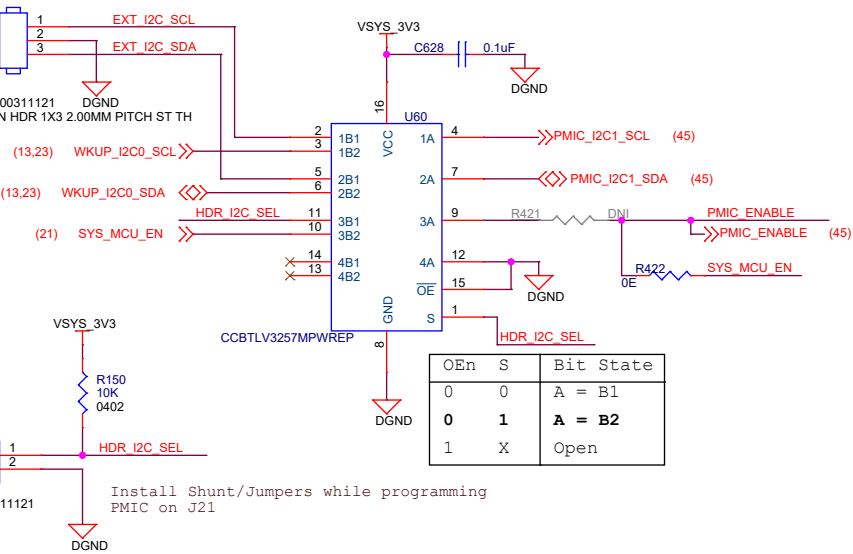 1 EXT_I2C_SCL
2
3 EXT_I2C_SDA
00311121 DGND
N HDR 1X3 2.00MM PITCH ST TH
VSYS_3V3
C628 0.1uF
DGND
16
U60
VCC
2 1B1
3 1B2
1A 4 PMIC_I2C1_SCL (45)
(13,23) WKUP_I2C0_SCL
5 2B1
6 2B2
2A 7 PMIC_I2C1_SDA (45)
(13,23) WKUP_I2C0_SDA
HDR_I2C_SEL 11 3B1
(21) SYS_MCU_EN 10 3B2
3A 9 R421 DNI PMIC_ENABLE
PMIC_ENABLE (45)
14 4B1
13 4B2
4A 12
R422 SYS_MCU_EN
0E
OE 15
DGND
GND
S 1
HDR_I2C_SEL
CCBTLV3257MPWREP
8
DGND
OEn S Bit State
0 0 A = B1
0 1 A = B2
1 X Open
VSYS_3V3
R150
10K
0402
1 HDR_I2C_SEL
2
11121
DGND
Install Shunt/Jumpers while programming
PMIC on J21